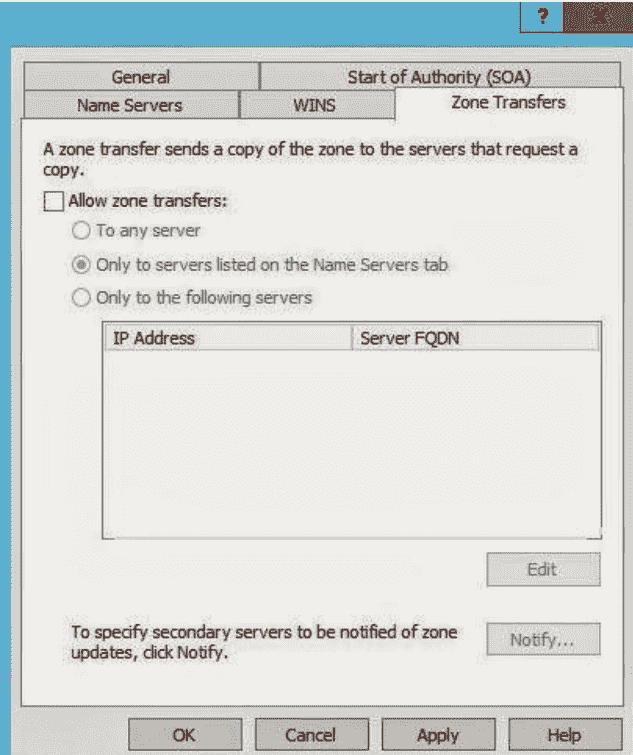 ?
General
Start of Authority (SOA)
Name Servers
WINS
Zone Transfers
A zone transfer sends a copy of the zone to the servers that request a
copy.
Allow zone transfers:
To any server
Only to servers listed on the Name Servers tab
Only to the following servers
IP Address
Server FQDN
Edit
To specify secondary servers to be notified of zone
updates, click Notify.
Notify...
OK
Cancel
Apply
Help